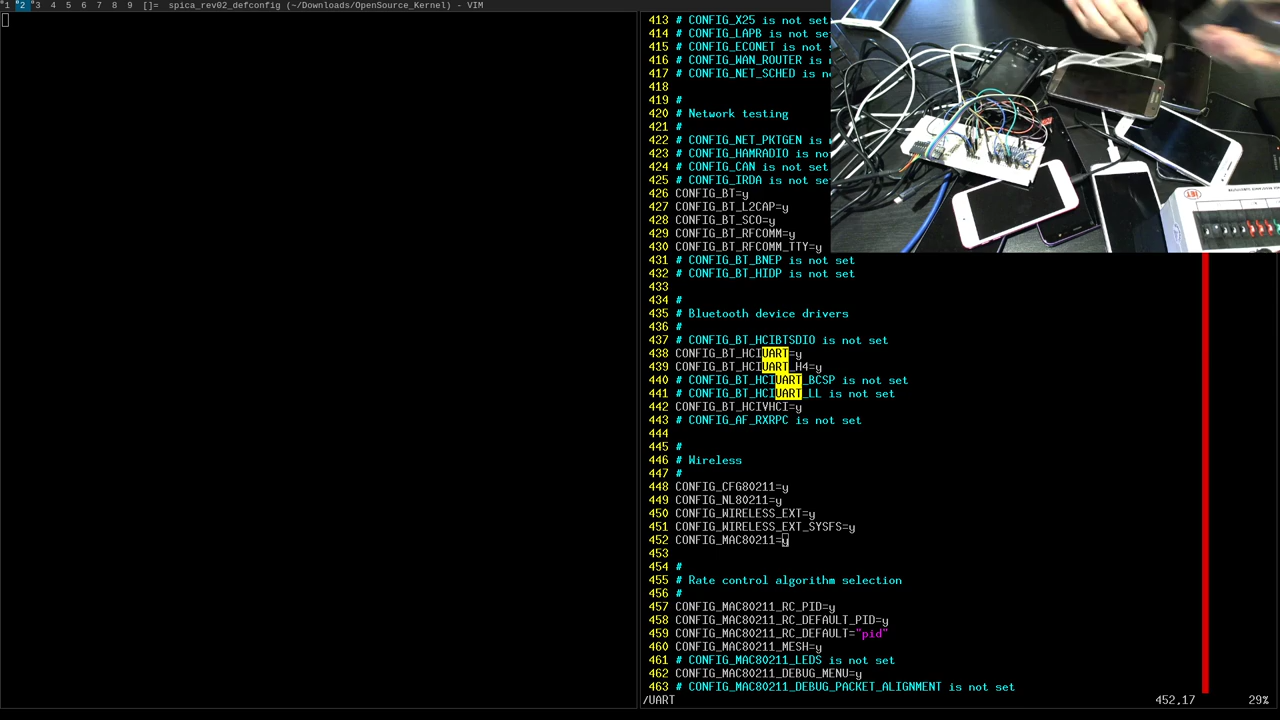 1 2 3 4 5 6 7 8 9 []= spica_rev02_defconfig (~/Downloads/OpenSource_Kernel) - VIM
413 # CONFIG_X25 is not set
414 # CONFIG_LAPB is not set
415 # CONFIG_ECONET is not
416 # CONFIG_WAN_ROUTER is
417 # CONFIG_NET_SCHED is
418
419 #
420 # Network testing
421 #
422 # CONFIG_NET_PKTGEN is
423 # CONFIG_HAMRADIO is
424 # CONFIG_CAN is not set
425 # CONFIG_IRDA is not set
426 CONFIG_BT=y
427 CONFIG_BT_L2CAP=y
428 CONFIG_BT_SCO=y
429 CONFIG_BT_RFCOMM=y
430 CONFIG_BT_RFCOMM_TTY=y
431 # CONFIG_BT_BNEP is not set
432 # CONFIG_BT_HIDP is not set
433
434 #
435 # Bluetooth device drivers
436 #
437 # CONFIG_BT_HCIBTSDIO is not set
438 CONFIG_BT_HCIUART=y
439 CONFIG_BT_HCIUART_H4=y
440 # CONFIG_BT_HCIUART_BCSP is not set
441 # CONFIG_BT_HCIUART_LL is not set
442 CONFIG_BT_HCIVHCI=y
443 # CONFIG_AF_RXRPC is not set
444
445 #
446 # Wireless
447 #
448 CONFIG_CFG80211=y
449 CONFIG_NL80211=y
450 CONFIG_WIRELESS_EXT=y
451 CONFIG_WIRELESS_EXT_SYSFS=y
452 CONFIG_MAC80211=y
453
454 #
455 # Rate control algorithm selection
456 #
457 CONFIG_MAC80211_RC_PID=y
458 CONFIG_MAC80211_RC_DEFAULT_PID=y
459 CONFIG_MAC80211_RC_DEFAULT="pid"
460 CONFIG_MAC80211_MESH=y
461 # CONFIG_MAC80211_LEDS is not set
462 CONFIG_MAC80211_DEBUG_MENU=y
463 # CONFIG_MAC80211_DEBUG_PACKET_ALIGNMENT is not set
/UART 452,17 29%